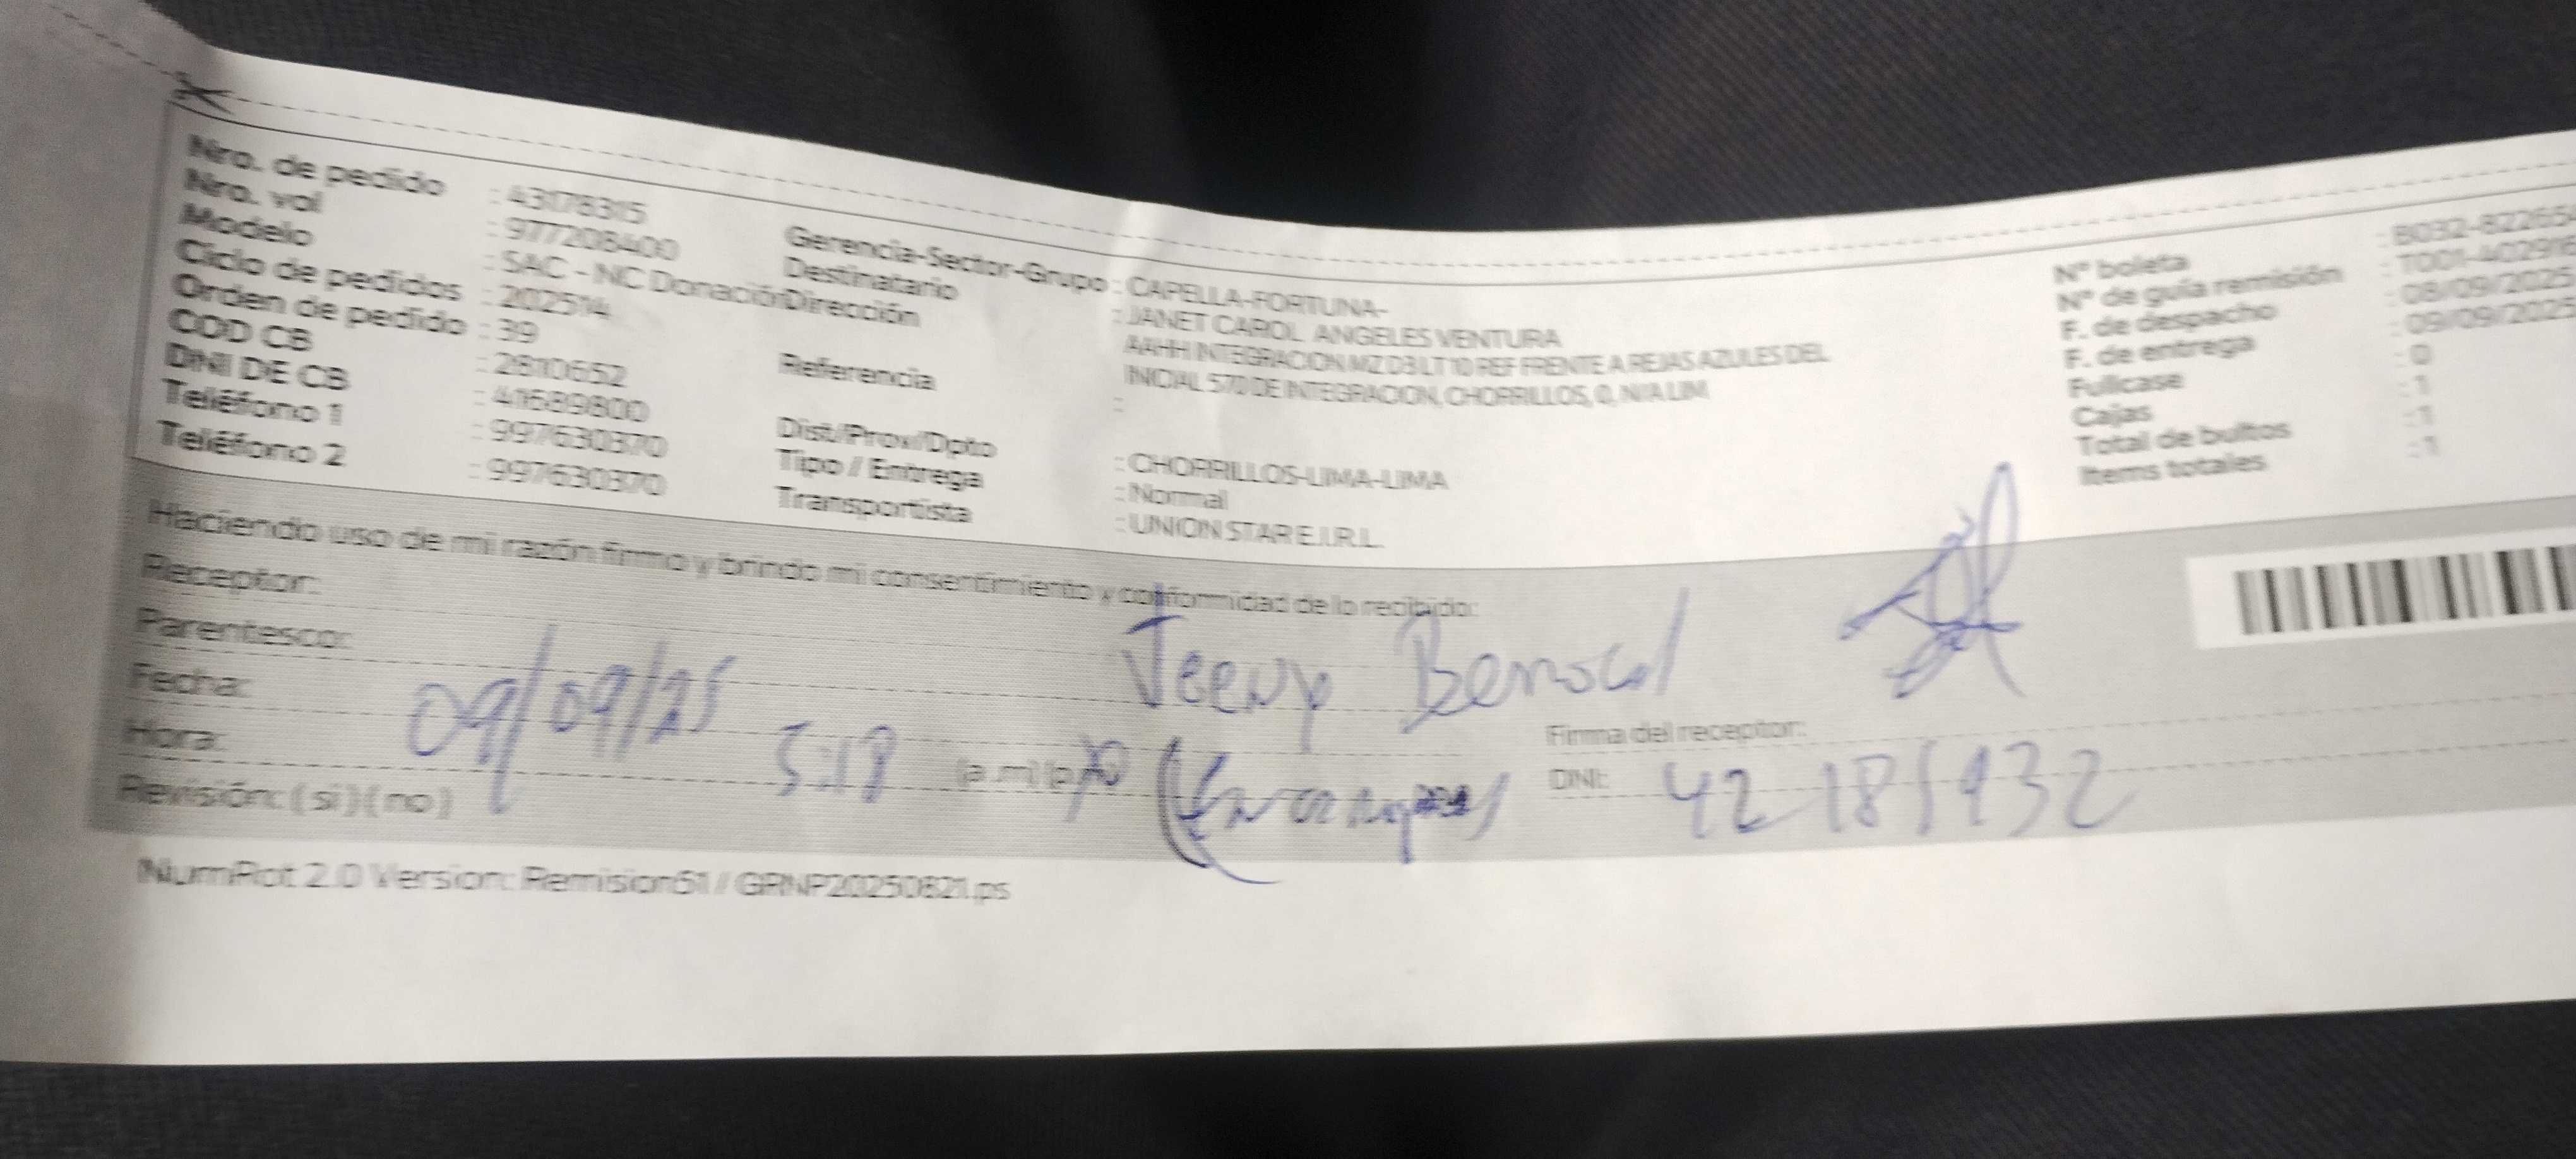 Nro. de pedido : 43178315
Nro. vol : 977208400
Modelo : SAC - NC Donación
Ciclo de pedidos : 202514
Orden de pedido : 39
COD CB : 2810652
DNI DE CB : 41689800
Teléfono 1 : 997630370
Teléfono 2 : 997630370
Gerencia-Sector-Grupo : CAPELLA-FORTUNA-
Destinatario : JANET CAROL ANGELES VENTURA
Dirección AAHH INTEGRACION MZ D3 LT 10 REF FRENTE A REJAS AZULES DEL
INICIAL 570 DE INTEGRACION, CHORRILLOS, 0, N/A LIM
Referencia :
Dist/Prov/Dpto : CHORRILLOS-LIMA-LIMA
Tipo / Entrega : Normal
Transportista : UNION STAR E.I.R.L.
N° boleta : B032-82265
N° de guía remisión : T001-40291
F. de despacho : 08/09/2025
F. de entrega : 09/09/2025
Fullcase : 0
Cajas : 1
Total de bultos : 1
Items totales : 1
Haciendo uso de mi razón firmo y brindo mi consentimiento y conformidad de lo recibido:
Receptor:
Parentesco:
Fecha: 09/09/25
Hora: 5:18 (a.m)(p.m)
Revisión: ( si ) ( no )
Firma del receptor:
DNI: 42181932
NumRot 2.0 Version: Remision51 / GRNP20250821.ps